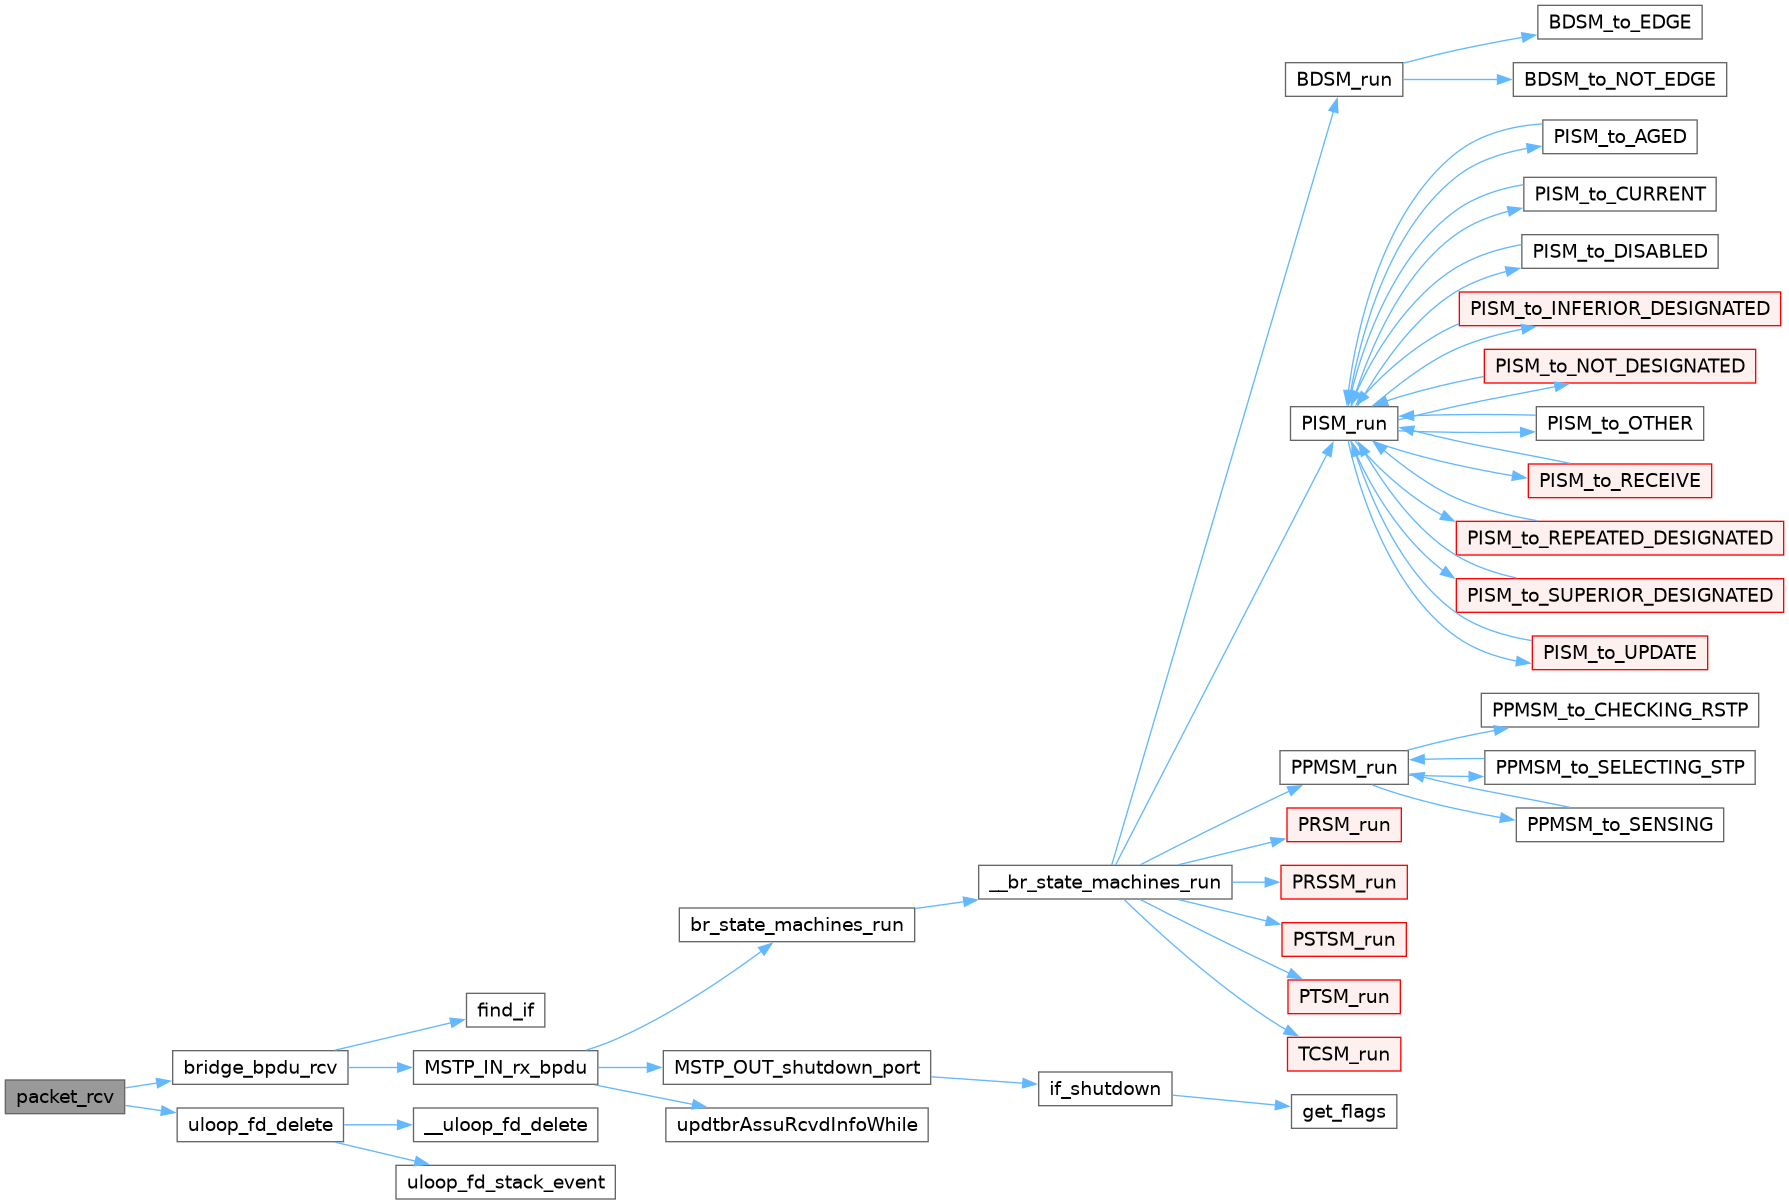 BDSM_to_EDGE
BDSM_run
BDSM_to_NOT_EDGE
PISM_to_AGED
PISM_to_CURRENT
PISM_to_DISABLED
PISM_to_INFERIOR_DESIGNATED
PISM_to_NOT_DESIGNATED
PISM_run
PISM_to_OTHER
PISM_to_RECEIVE
PISM_to_REPEATED_DESIGNATED
PISM_to_SUPERIOR_DESIGNATED
PISM_to_UPDATE
PPMSM_to_CHECKING_RSTP
PPMSM_run
PPMSM_to_SELECTING_STP
PPMSM_to_SENSING
PRSM_run
__br_state_machines_run
PRSSM_run
br_state_machines_run
PSTSM_run
PTSM_run
find_if
TCSM_run
bridge_bpdu_rcv
MSTP_IN_rx_bpdu
MSTP_OUT_shutdown_port
if_shutdown
packet_rcv
get_flags
uloop_fd_delete
__uloop_fd_delete
updtbrAssuRcvdInfoWhile
uloop_fd_stack_event